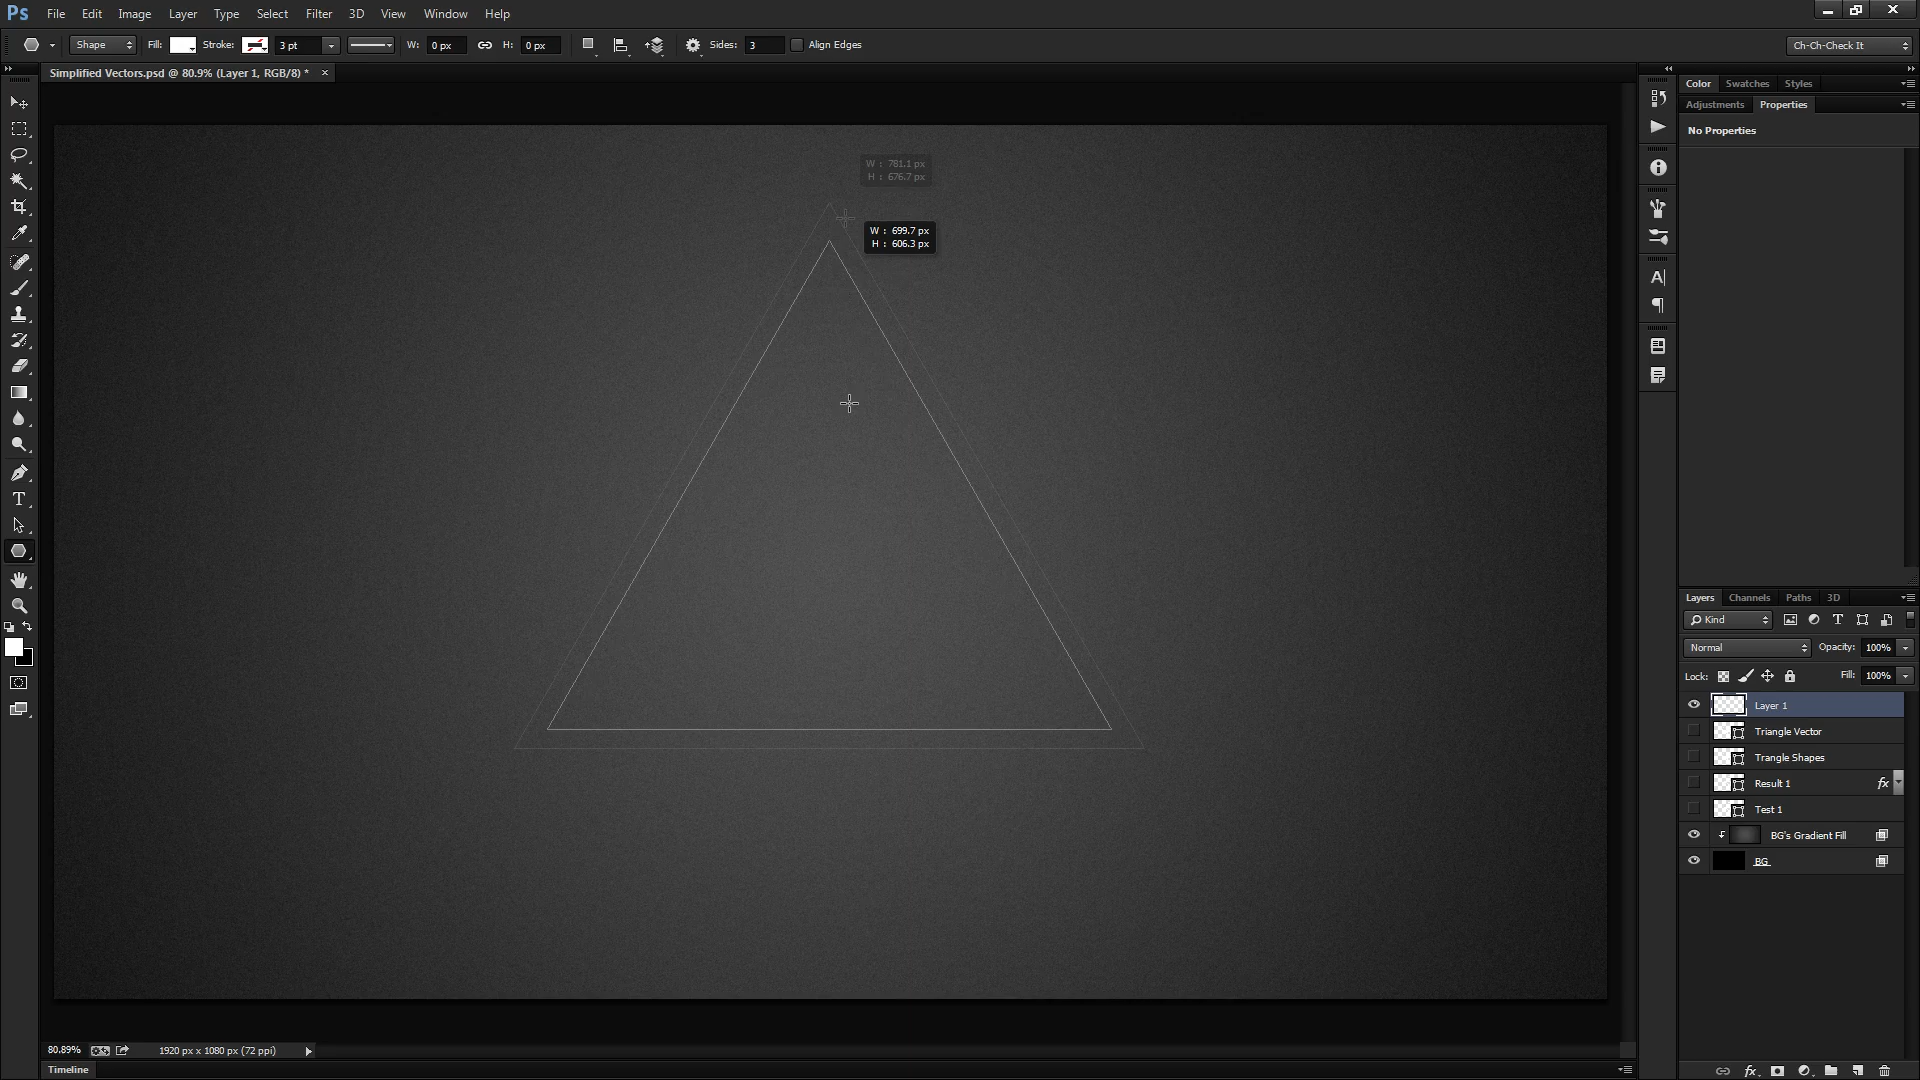 Ps File Edit Image Layer Type Select Filter 3D View Window Help
Shape Fill: Stroke: 3 pt W: 0 px H: 0 px Sides: 3 Align Edges Ch-Ch-Check It
Simplified Vectors.psd @ 80.9% (Layer 1, RGB/8) * ×
Color Swatches Styles
Adjustments Properties
No Properties
W : 781.1 px
H : 676.7 px
W : 699.7 px
H : 606.3 px
Layers Channels Paths 3D
Kind
Normal Opacity: 100%
Lock: Fill: 100%
Layer 1
Triangle Vector
Trangle Shapes
Result 1 fx
Test 1
BG's Gradient Fill
BG
80.89% 1920 px x 1080 px (72 ppi)
Timeline
fx